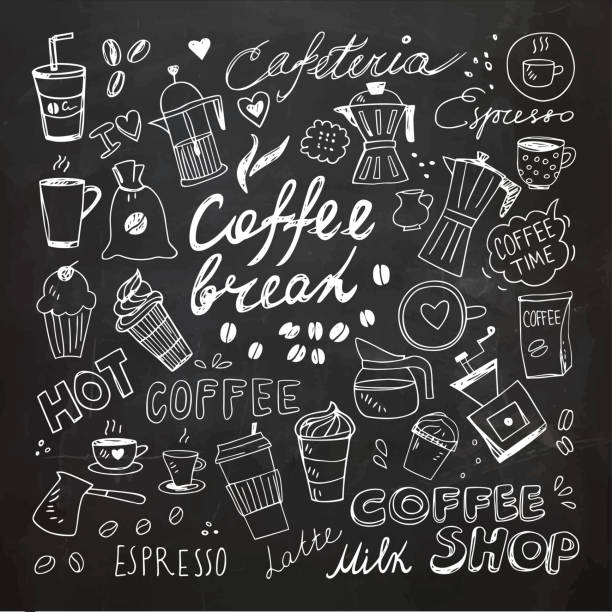 Cafeteria
Espresso
I
Coffee
break
COFFEE
TIME
COFFEE
HOT
COFFEE
COFFEE
SHOP
ESPRESSO
Latte
Milk